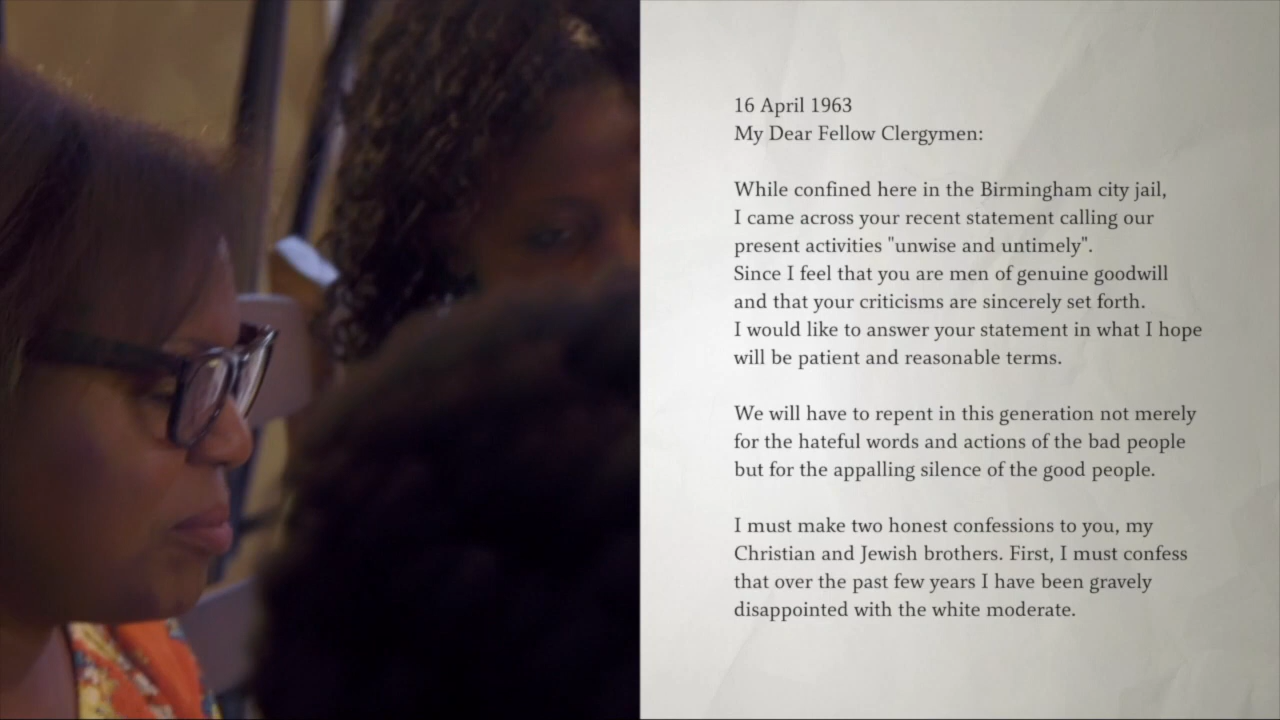 16 April 1963
My Dear Fellow Clergymen:
While confined here in the Birmingham city jail,
I came across your recent statement calling our
present activities "unwise and untimely".
Since I feel that you are men of genuine goodwill
and that your criticisms are sincerely set forth.
I would like to answer your statement in what I hope
will be patient and reasonable terms.
We will have to repent in this generation not merely
for the hateful words and actions of the bad people
but for the appalling silence of the good people.
I must make two honest confessions to you, my
Christian and Jewish brothers. First, I must confess
that over the past few years I have been gravely
disappointed with the white moderate.